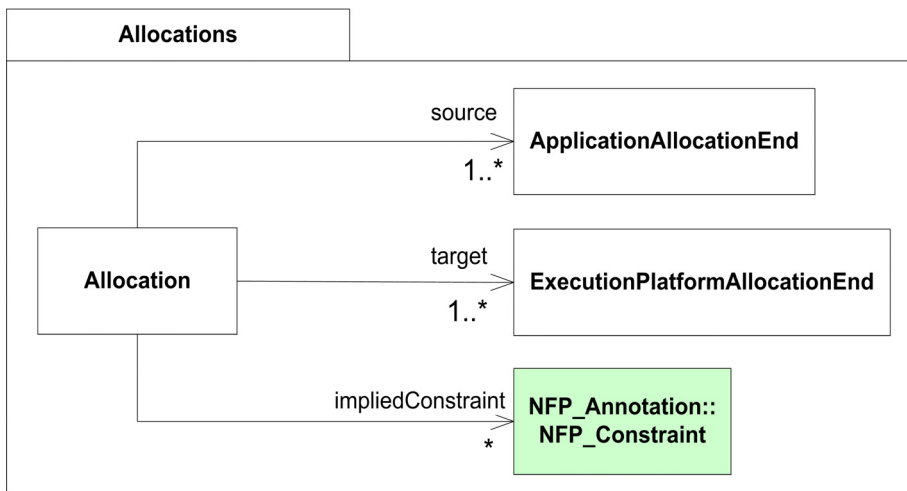 Allocations
source
1..*
ApplicationAllocationEnd
Allocation
target
1..*
ExecutionPlatformAllocationEnd
impliedConstraint
*
NFP_Annotation::
NFP_Constraint